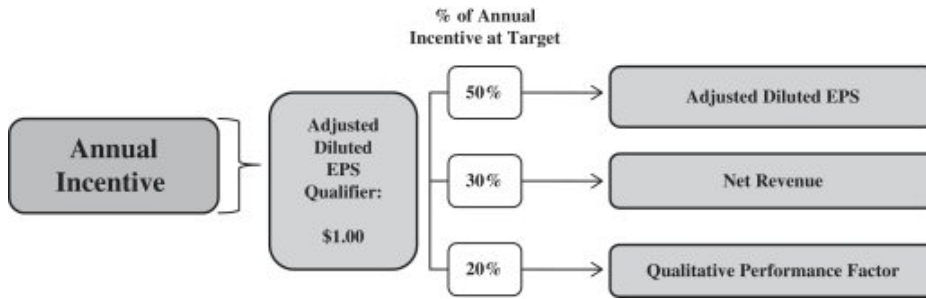 % of Annual
Incentive at Target
Annual
Incentive
Adjusted
Diluted
EPS
Qualifier:
$1.00
50%
Adjusted Diluted EPS
30%
Net Revenue
20%
Qualitative Performance Factor